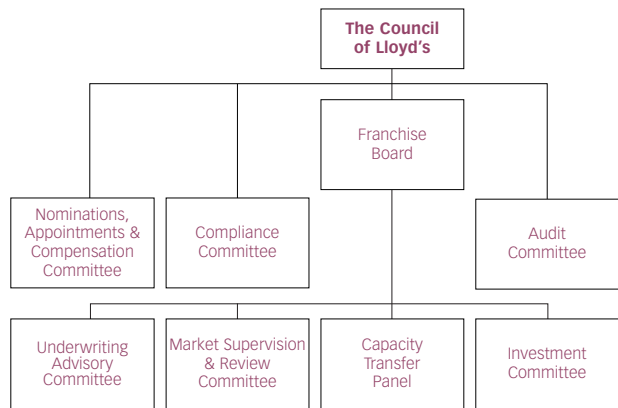 The Council
of Lloyd's
Franchise
Board
Nominations,
Appointments &
Compensation
Committee
Compliance
Committee
Audit
Committee
Underwriting
Advisory
Committee
Market Supervision
& Review
Committee
Capacity
Transfer
Panel
Investment
Committee